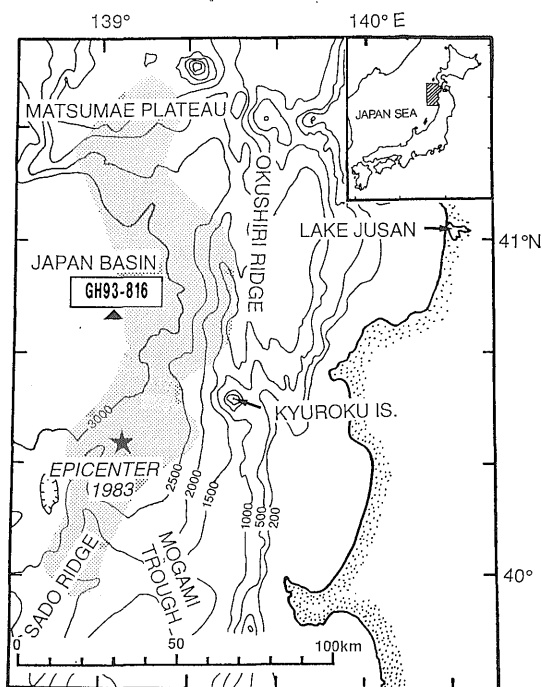 139°
140° E
MATSUMAE PLATEAU
JAPAN SEA
OKUSHIRI RIDGE
LAKE JUSAN
41°N
JAPAN BASIN
GH93-816
KYUROKU IS.
3000
EPICENTER
1983
2500
2000
1500
1000
500
200
SADO RIDGE
MOGAMI
TROUGH
40°
0
50
100km